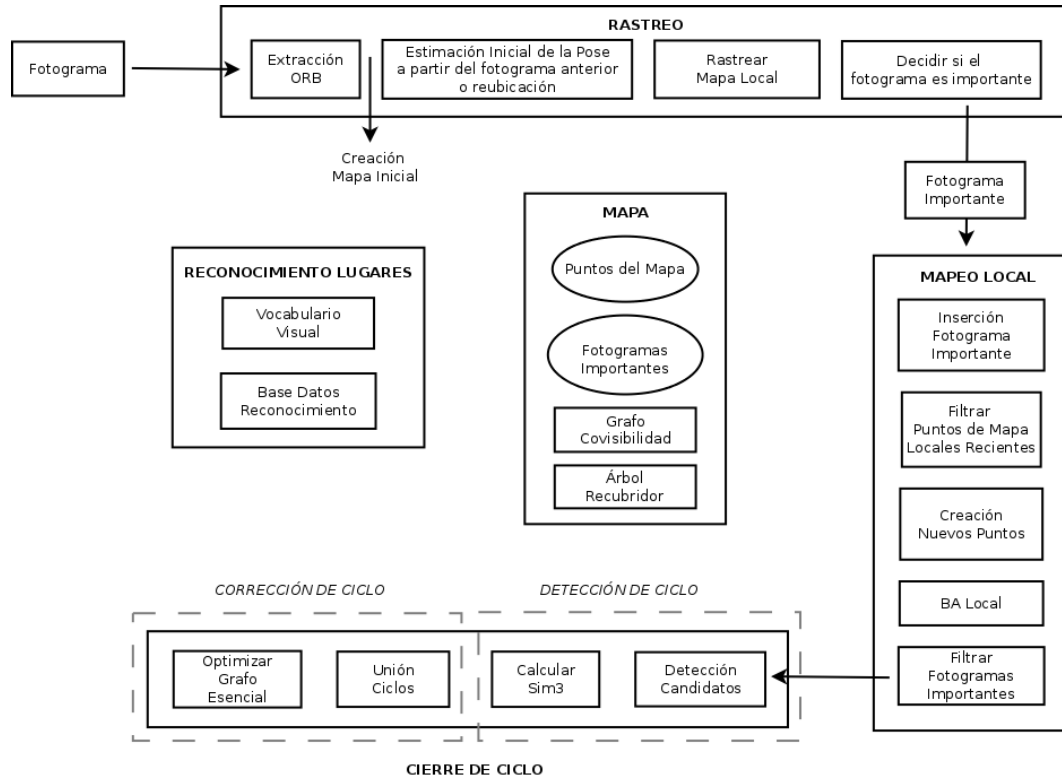 RASTREO
Fotograma
Extracción
ORB
Estimación Inicial de la Pose
a partir del fotograma anterior
o reubicación
Rastrear
Mapa Local
Decidir si el
fotograma es importante
Creación
Mapa Inicial
Fotograma
Importante
MAPA
Puntos del Mapa
Fotogramas
Importantes
Grafo
Covisibilidad
Árbol
Recubridor
RECONOCIMIENTO LUGARES
Vocabulario
Visual
Base Datos
Reconocimiento
MAPEO LOCAL
Inserción
Fotograma
Importante
Filtrar
Puntos de Mapa
Locales Recientes
Creación
Nuevos Puntos
BA Local
Filtrar
Fotogramas
Importantes
CORRECCIÓN DE CICLO
DETECCIÓN DE CICLO
Optimizar
Grafo
Esencial
Unión
Ciclos
Calcular
Sim3
Detección
Candidatos
CIERRE DE CICLO